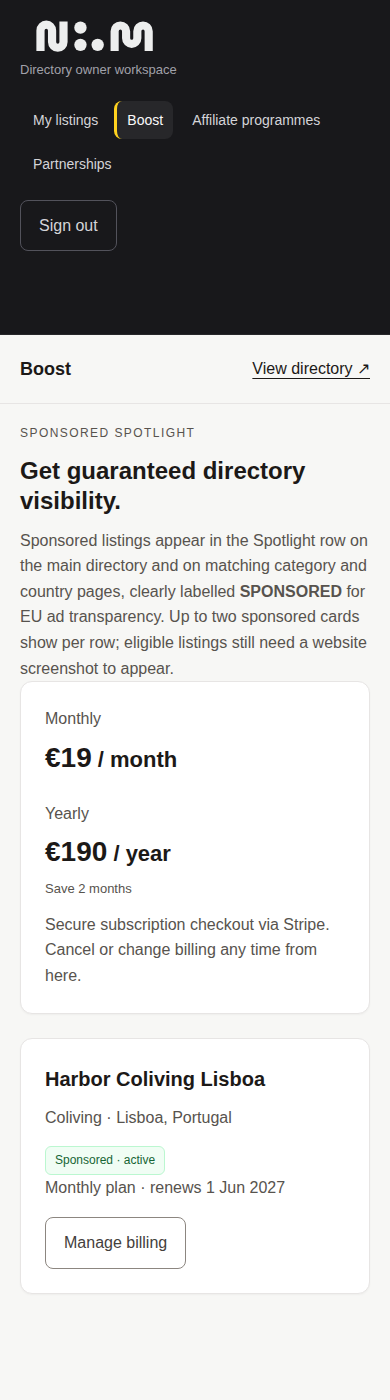 Directory owner workspace
My listings
Boost
Affiliate programmes
Partnerships
Sign out
Boost
View directory ↗
SPONSORED SPOTLIGHT
Get guaranteed directory
visibility.
Sponsored listings appear in the Spotlight row on
the main directory and on matching category and
country pages, clearly labelled SPONSORED for
EU ad transparency. Up to two sponsored cards
show per row; eligible listings still need a website
screenshot to appear.
Monthly
€19 / month
Yearly
€190 / year
Save 2 months
Secure subscription checkout via Stripe.
Cancel or change billing any time from
here.
Harbor Coliving Lisboa
Coliving · Lisboa, Portugal
Sponsored · active
Monthly plan · renews 1 Jun 2027
Manage billing